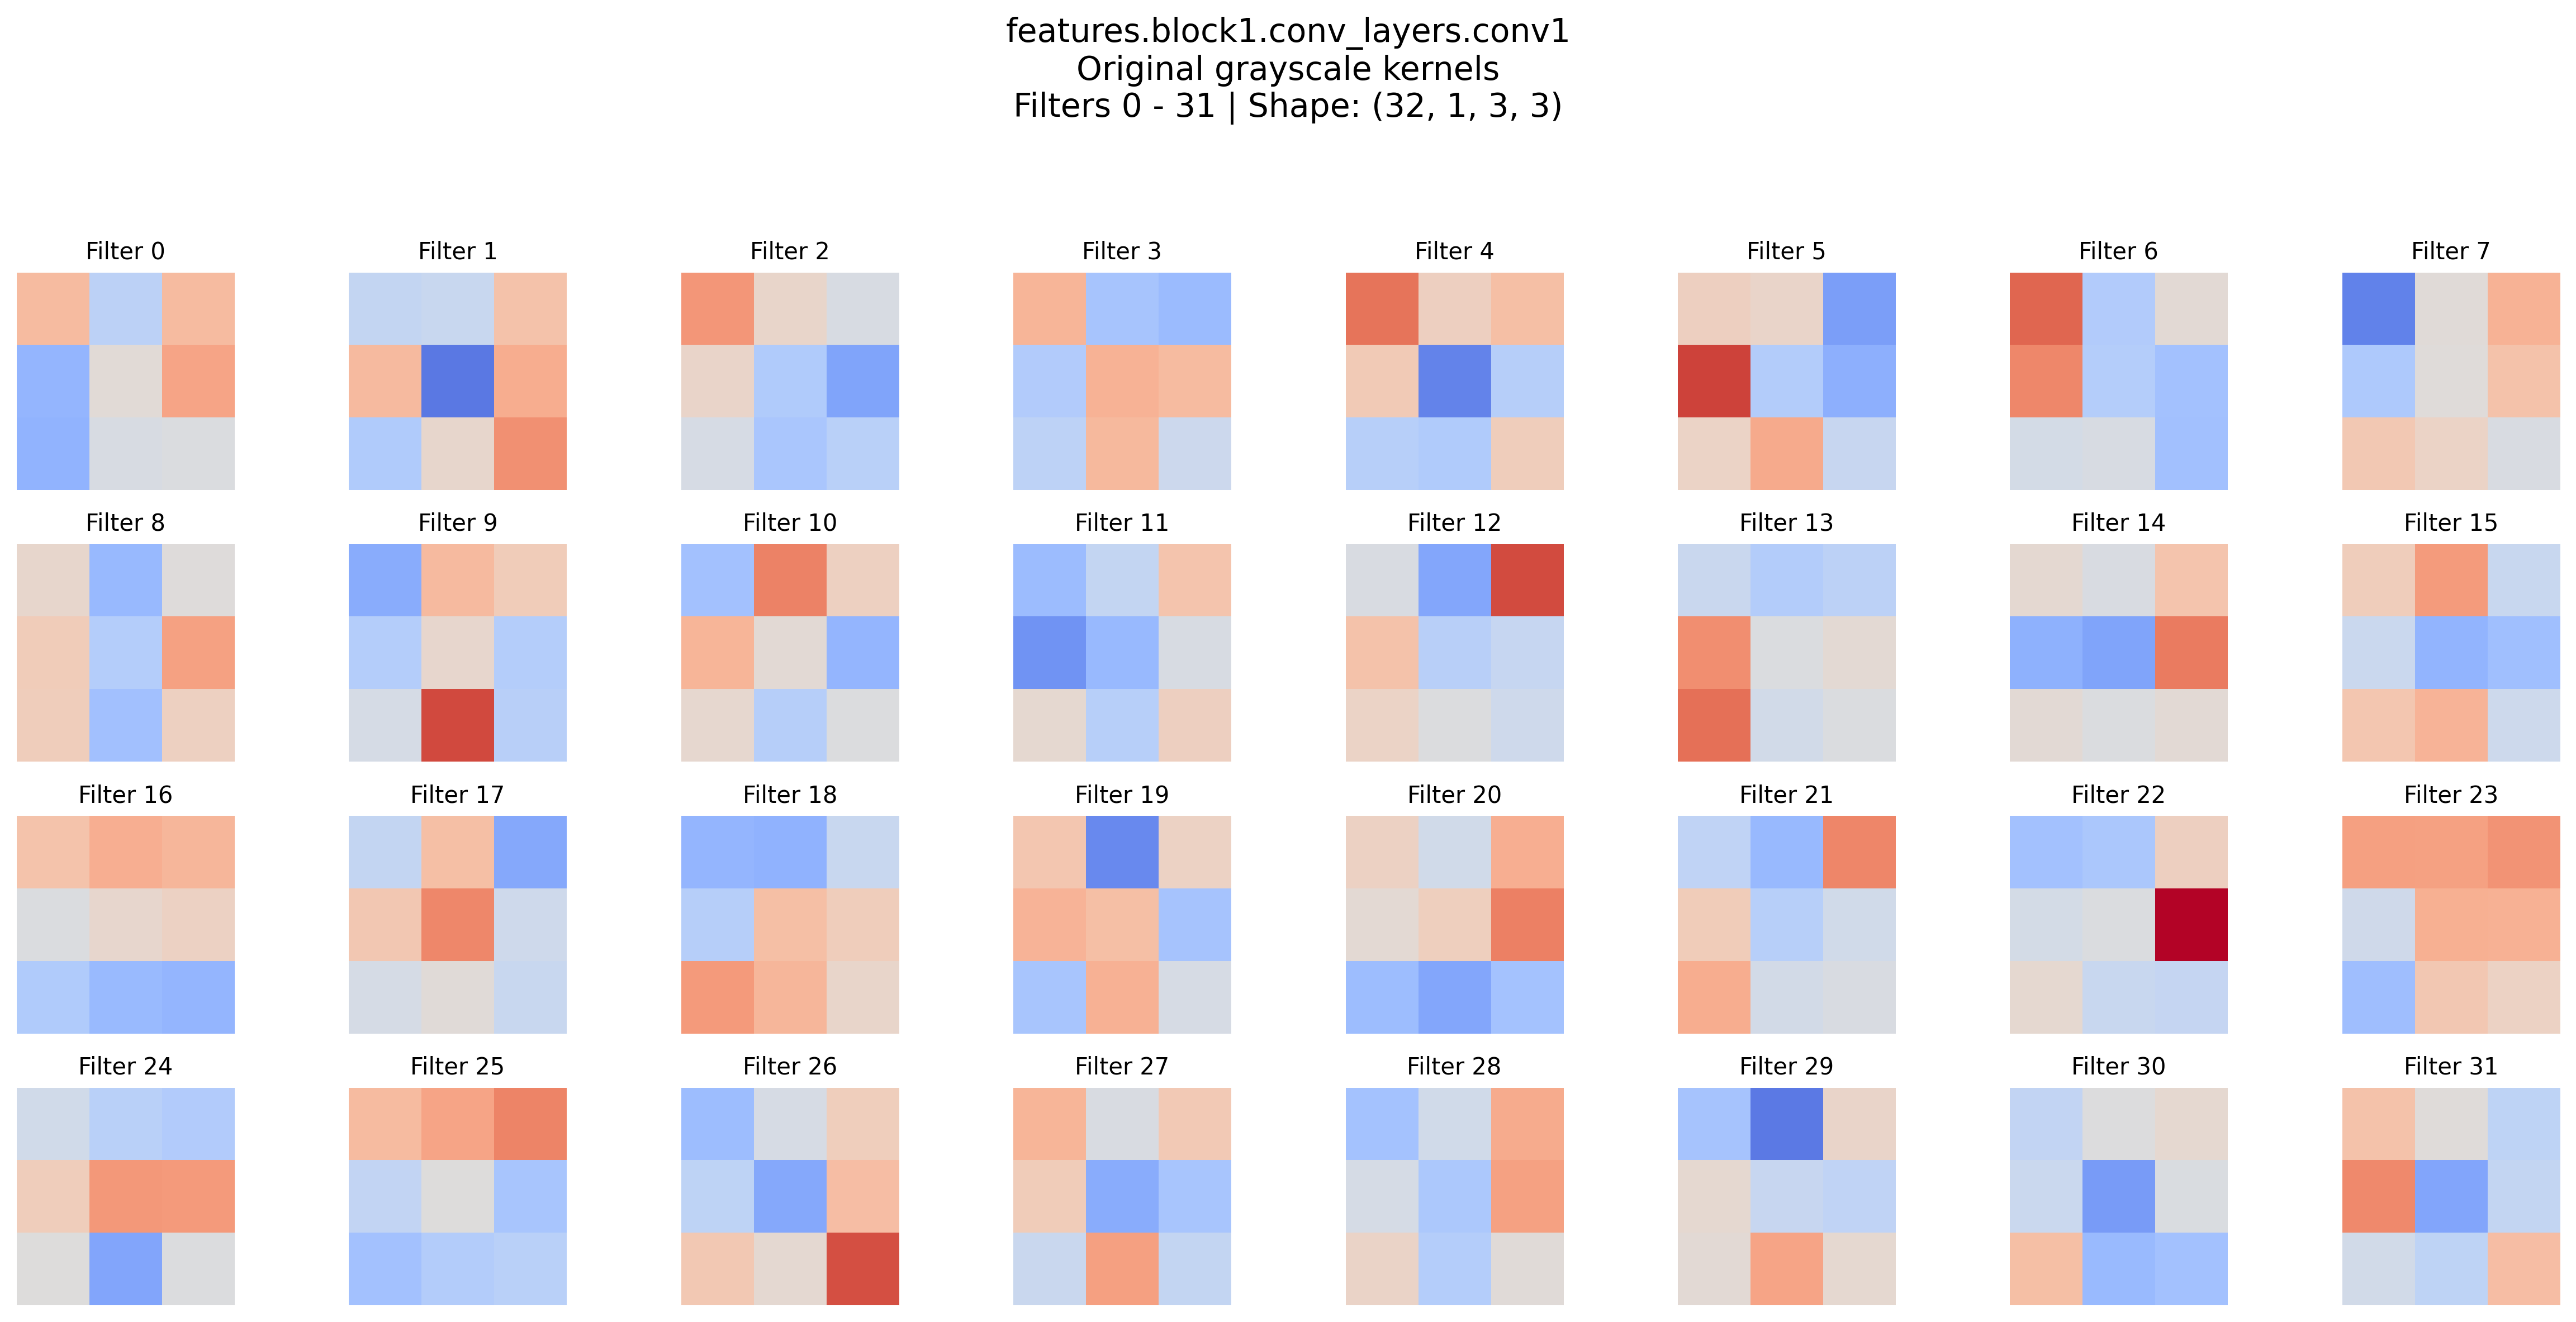 features.block1.conv_layers.conv1
Original grayscale kernels
Filters 0 - 31 | Shape: (32, 1, 3, 3)
Filter 0
Filter 1
Filter 2
Filter 3
Filter 4
Filter 5
Filter 6
Filter 7
Filter 8
Filter 9
Filter 10
Filter 11
Filter 12
Filter 13
Filter 14
Filter 15
Filter 16
Filter 17
Filter 18
Filter 19
Filter 20
Filter 21
Filter 22
Filter 23
Filter 24
Filter 25
Filter 26
Filter 27
Filter 28
Filter 29
Filter 30
Filter 31